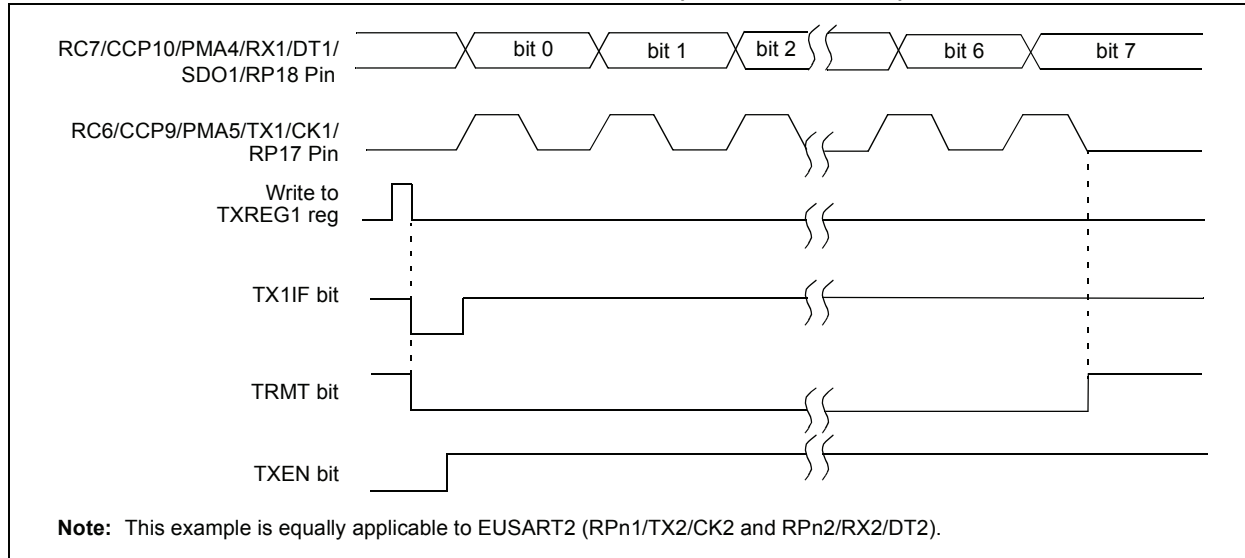 RC7/CCP10/PMA4/RX1/DT1/
SDO1/RP18 Pin
bit 0
bit 1
bit 2
bit 6
bit 7
RC6/CCP9/PMA5/TX1/CK1/
RP17 Pin
Write to
TXREG1 reg
TX1IF bit
TRMT bit
TXEN bit
Note: This example is equally applicable to EUSART2 (RPn1/TX2/CK2 and RPn2/RX2/DT2).